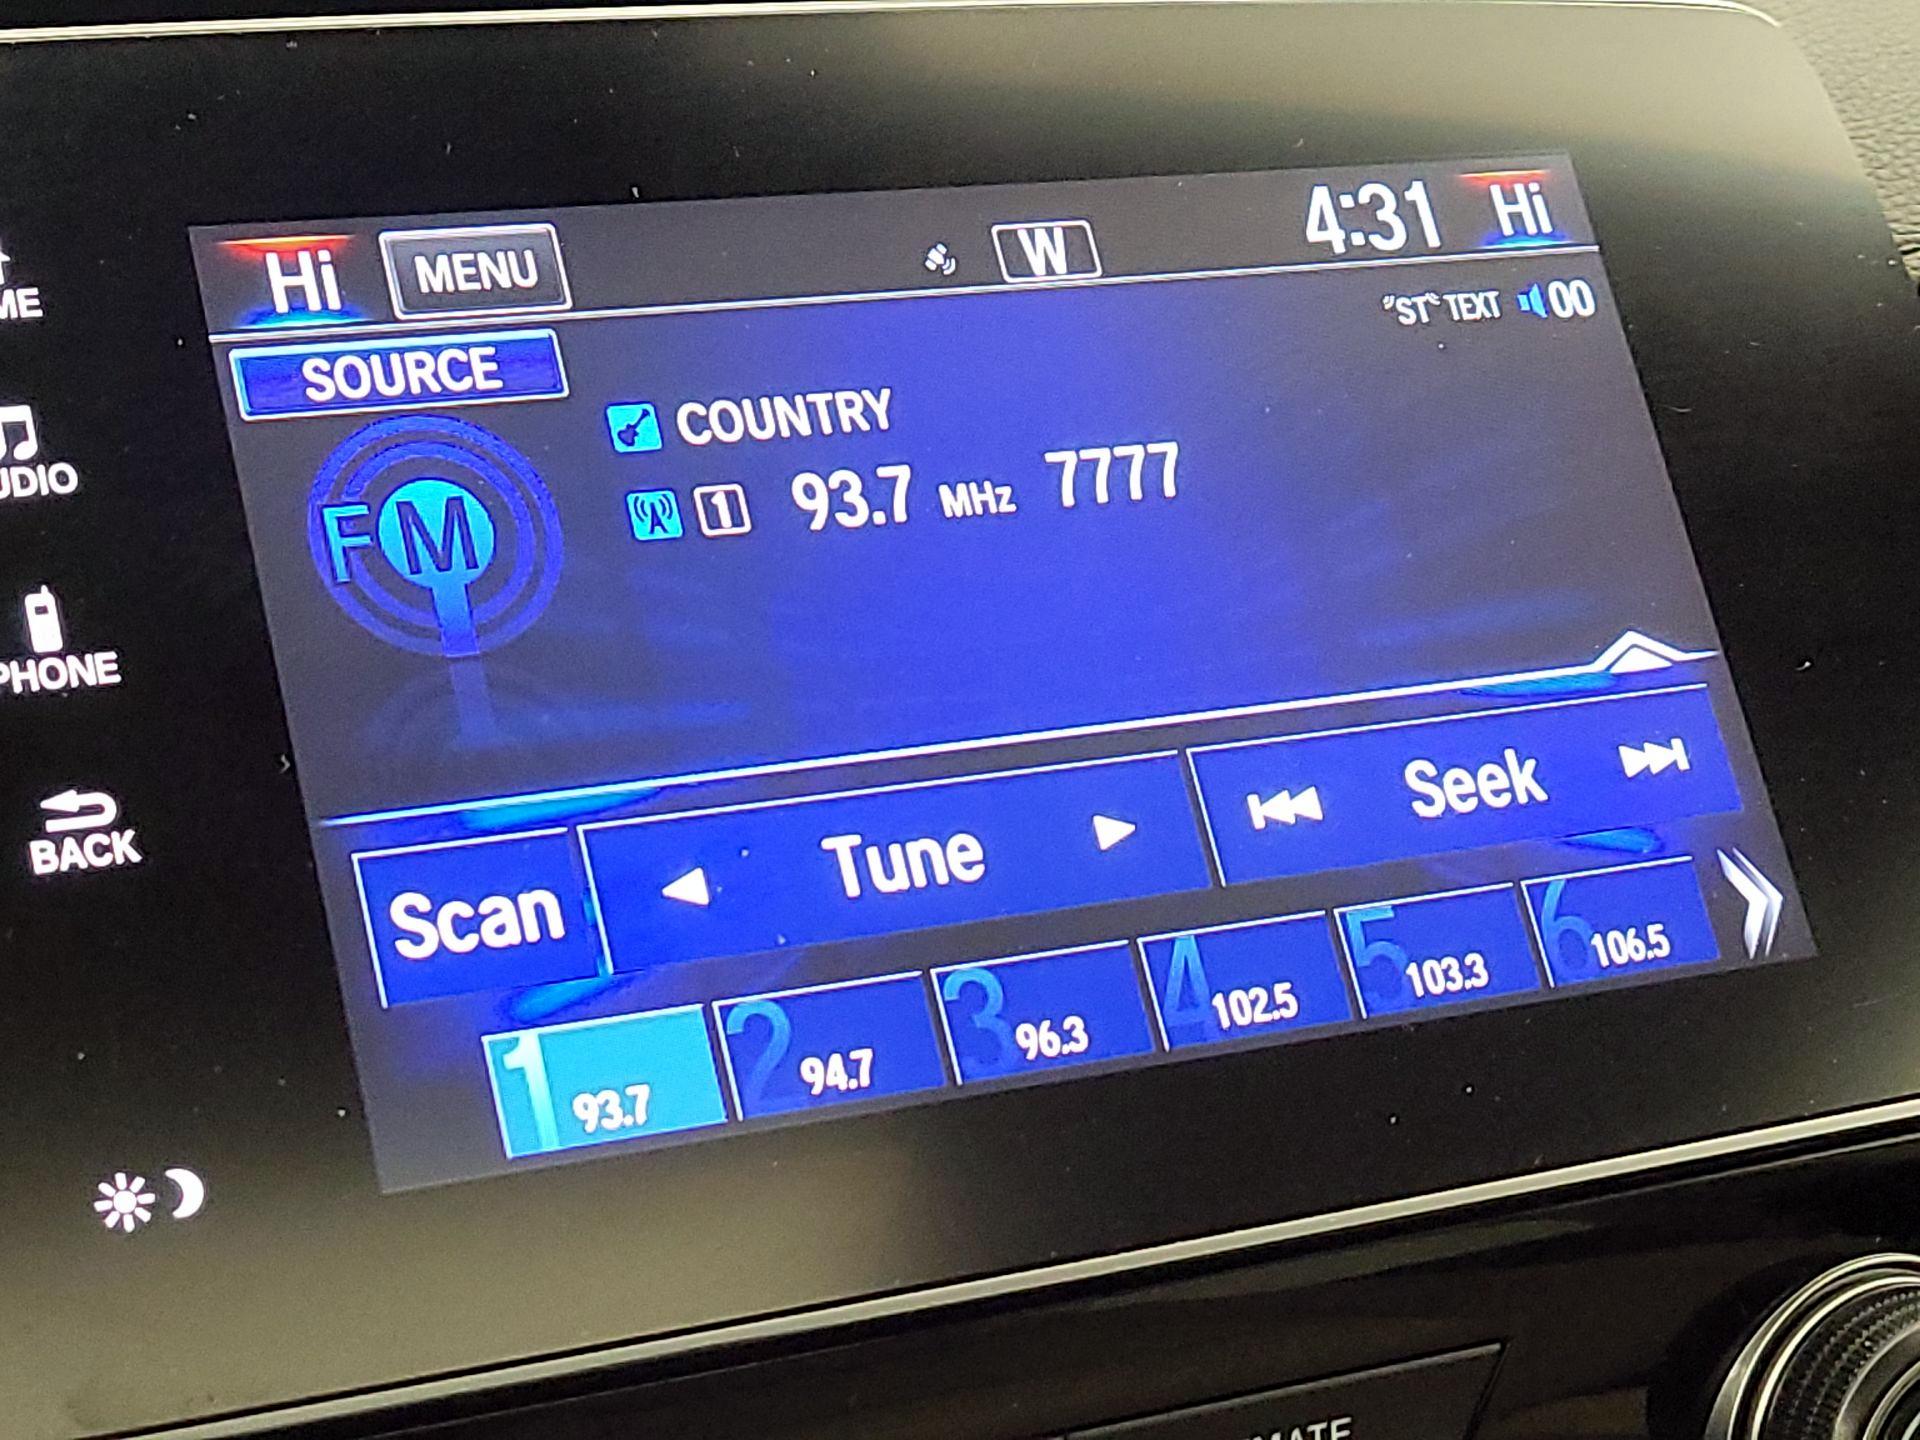 Hi MENU W 4:31 Hi
"ST" TEXT 00
SOURCE
COUNTRY
FM
1 93.7 MHz 7777
Scan Tune Seek
1 93.7 2 94.7 3 96.3 4 102.5 5 103.3 6 106.5
ME
UDIO
PHONE
BACK
MATE